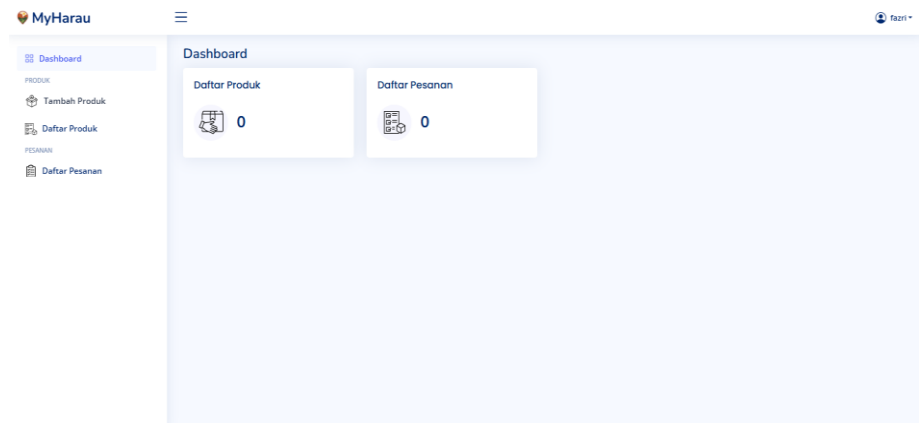 MyHarau
fazri
Dashboard
PRODUK
Tambah Produk
Daftar Produk
PESANAN
Daftar Pesanan
Dashboard
Daftar Produk
0
Daftar Pesanan
0